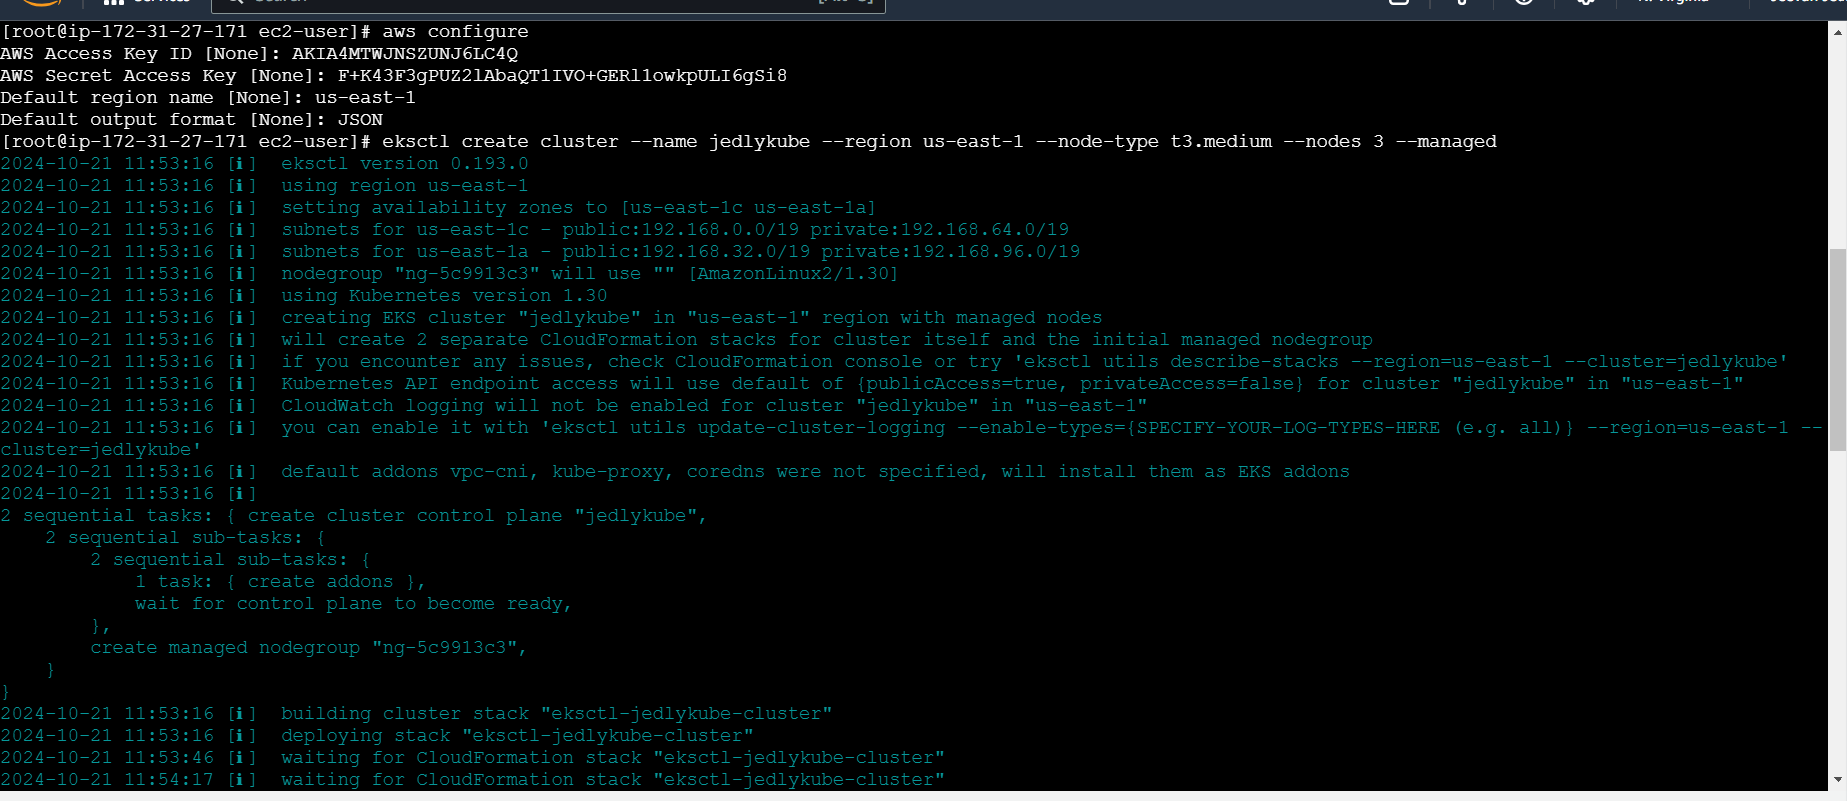 Services
Search
[root@ip-172-31-27-171 ec2-user]# aws configure
AWS Access Key ID [None]: AKIA4MTWJNSZUNJ6LC4Q
AWS Secret Access Key [None]: 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
Default region name [None]: us-east-1
Default output format [None]: JSON
[root@ip-172-31-27-171 ec2-user]# eksctl create cluster --name jedlykube --region us-east-1 --node-type t3.medium --nodes 3 --managed
2024-10-21 11:53:16 [ℹ]  eksctl version 0.193.0
2024-10-21 11:53:16 [ℹ]  using region us-east-1
2024-10-21 11:53:16 [ℹ]  setting availability zones to [us-east-1c us-east-1a]
2024-10-21 11:53:16 [ℹ]  subnets for us-east-1c - public:192.168.0.0/19 private:192.168.64.0/19
2024-10-21 11:53:16 [ℹ]  subnets for us-east-1a - public:192.168.32.0/19 private:192.168.96.0/19
2024-10-21 11:53:16 [ℹ]  nodegroup "ng-5c9913c3" will use "" [AmazonLinux2/1.30]
2024-10-21 11:53:16 [ℹ]  using Kubernetes version 1.30
2024-10-21 11:53:16 [ℹ]  creating EKS cluster "jedlykube" in "us-east-1" region with managed nodes
2024-10-21 11:53:16 [ℹ]  will create 2 separate CloudFormation stacks for cluster itself and the initial managed nodegroup
2024-10-21 11:53:16 [ℹ]  if you encounter any issues, check CloudFormation console or try 'eksctl utils describe-stacks --region=us-east-1 --cluster=jedlykube'
2024-10-21 11:53:16 [ℹ]  Kubernetes API endpoint access will use default of {publicAccess=true, privateAccess=false} for cluster "jedlykube" in "us-east-1"
2024-10-21 11:53:16 [ℹ]  CloudWatch logging will not be enabled for cluster "jedlykube" in "us-east-1"
2024-10-21 11:53:16 [ℹ]  you can enable it with 'eksctl utils update-cluster-logging --enable-types={SPECIFY-YOUR-LOG-TYPES-HERE (e.g. all)} --region=us-east-1 --
cluster=jedlykube'
2024-10-21 11:53:16 [ℹ]  default addons vpc-cni, kube-proxy, coredns were not specified, will install them as EKS addons
2024-10-21 11:53:16 [ℹ]
2 sequential tasks: { create cluster control plane "jedlykube",
    2 sequential sub-tasks: {
        2 sequential sub-tasks: {
            1 task: { create addons },
            wait for control plane to become ready,
        },
        create managed nodegroup "ng-5c9913c3",
    }
}
2024-10-21 11:53:16 [ℹ]  building cluster stack "eksctl-jedlykube-cluster"
2024-10-21 11:53:16 [ℹ]  deploying stack "eksctl-jedlykube-cluster"
2024-10-21 11:53:46 [ℹ]  waiting for CloudFormation stack "eksctl-jedlykube-cluster"
2024-10-21 11:54:17 [ℹ]  waiting for CloudFormation stack "eksctl-jedlykube-cluster"